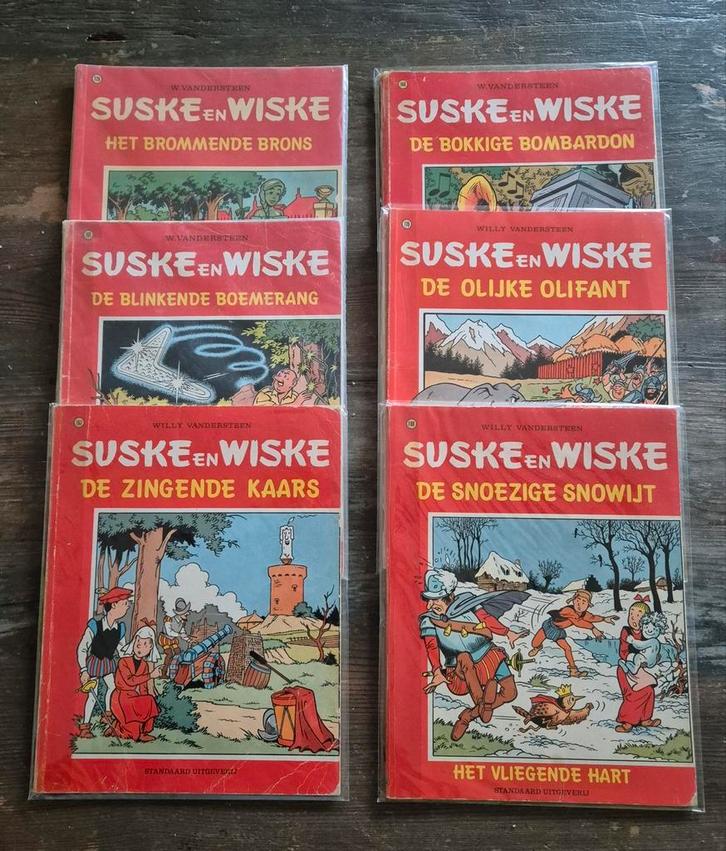 W. VANDERSTEEN
SUSKE EN WISKE
HET BROMMENDE BRONS
W. VANDERSTEEN
SUSKE EN WISKE
DE BOKKIGE BOMBARDON
W. VANDERSTEEN
SUSKE EN WISKE
DE BLINKENDE BOEMERANG
WILLY VANDERSTEEN
SUSKE EN WISKE
DE OLIJKE OLIFANT
WILLY VANDERSTEEN
SUSKE EN WISKE
DE ZINGENDE KAARS
STANDAARD UITGEVERIJ
WILLY VANDERSTEEN
SUSKE EN WISKE
DE SNOEZIGE SNOWIJT
HET VLIEGENDE HART
STANDAARD UITGEVERIJ